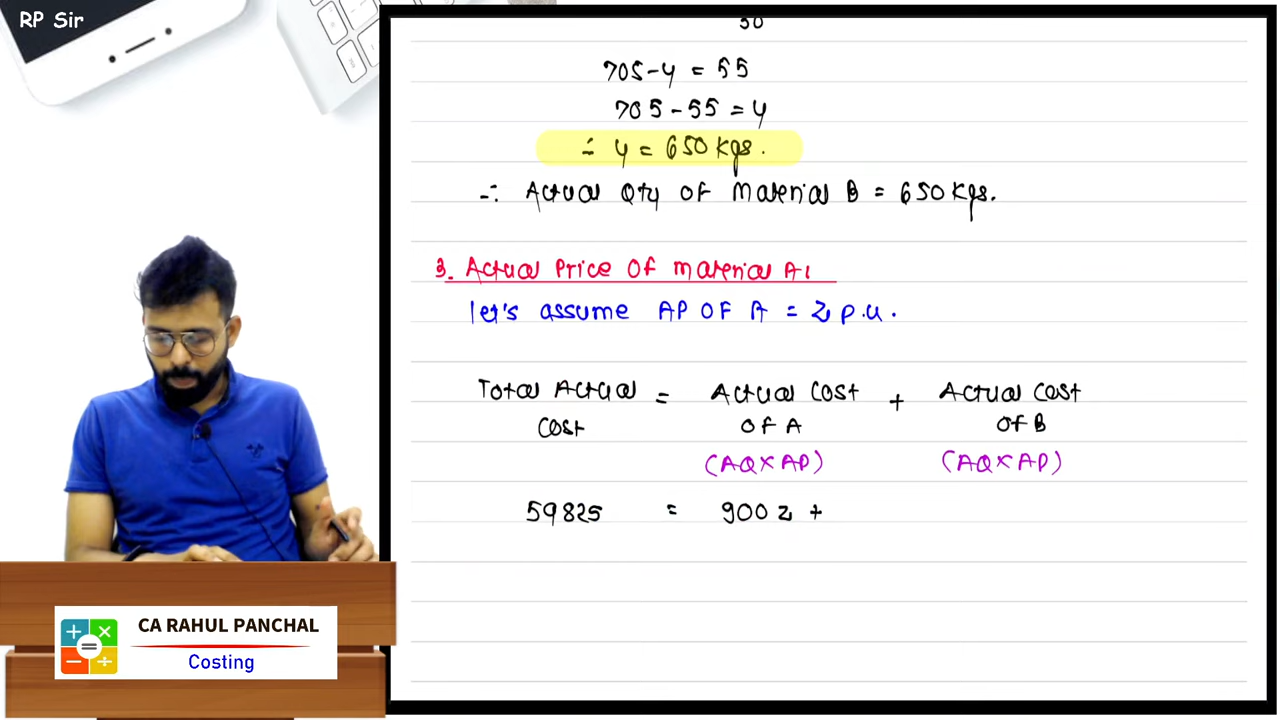 RP Sir
50
705-y = 55
705-55 = y
∴ y = 650 kgs.
∴ Actual Qty of Material B = 650 kgs.
3. Actual Price of Material A:
let's assume AP of A = z p.u.
Total Actual Cost = Actual Cost of A + Actual Cost of B
(AQ×AP) (AQ×AP)
59825 = 900 z +
CA RAHUL PANCHAL
Costing